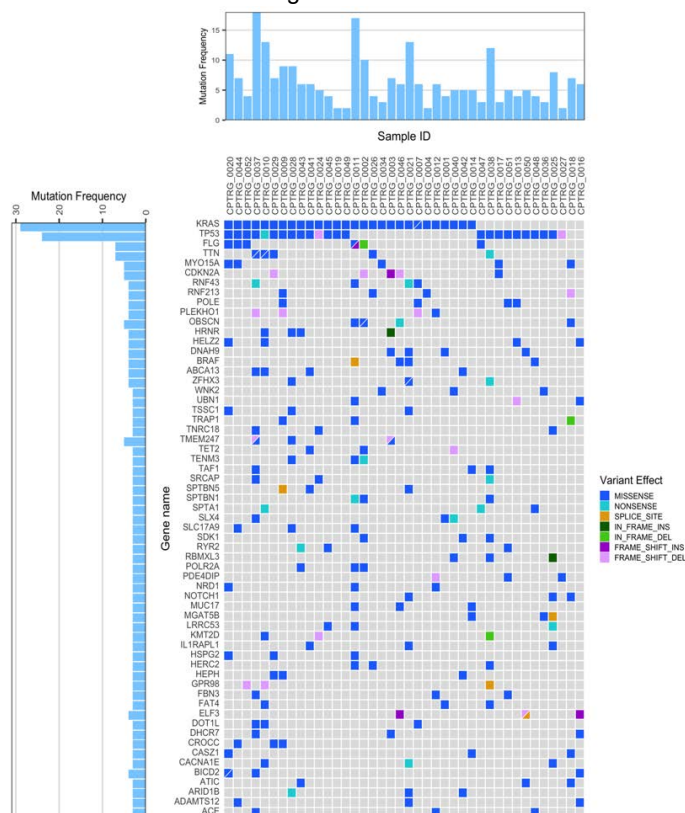 Mutation Frequency
15
10
5
0
Sample ID
CPTRG_0020
CPTRG_0044
CPTRG_0052
CPTRG_0037
CPTRG_0010
CPTRG_0029
CPTRG_0009
CPTRG_0028
CPTRG_0043
CPTRG_0041
CPTRG_0024
CPTRG_0045
CPTRG_0019
CPTRG_0049
CPTRG_0011
CPTRG_0002
CPTRG_0026
CPTRG_0034
CPTRG_0003
CPTRG_0046
CPTRG_0021
CPTRG_0007
CPTRG_0004
CPTRG_0012
CPTRG_0001
CPTRG_0040
CPTRG_0042
CPTRG_0014
CPTRG_0047
CPTRG_0038
CPTRG_0017
CPTRG_0051
CPTRG_0013
CPTRG_0050
CPTRG_0048
CPTRG_0036
CPTRG_0025
CPTRG_0027
CPTRG_0018
CPTRG_0016
Mutation Frequency
30
20
10
0
Gene name
KRAS
TP53
FLG
TTN
MYO15A
CDKN2A
RNF43
RNF213
POLE
PLEKHO1
OBSCN
HRNR
HELZ2
DNAH9
BRAF
ABCA13
ZFHX3
WNK2
UBN1
TSSC1
TRAP1
TNRC18
TMEM247
TET2
TENM3
TAF1
SRCAP
SPTBN5
SPTBN1
SPTA1
SLX4
SLC17A9
SDK1
RYR2
RBMXL3
POLR2A
PDE4DIP
NRD1
NOTCH1
MUC17
MGAT5B
LRRC53
KMT2D
IL1RAPL1
HSPG2
HERC2
HEPH
GPR98
FBN3
FAT4
ELF3
DOT1L
DHCR7
CROCC
CASZ1
CACNA1E
BICD2
ATIC
ARID1B
ADAMTS12
ACE
Variant Effect
MISSENSE
NONSENSE
SPLICE_SITE
IN_FRAME_INS
IN_FRAME_DEL
FRAME_SHIFT_INS
FRAME_SHIFT_DEL